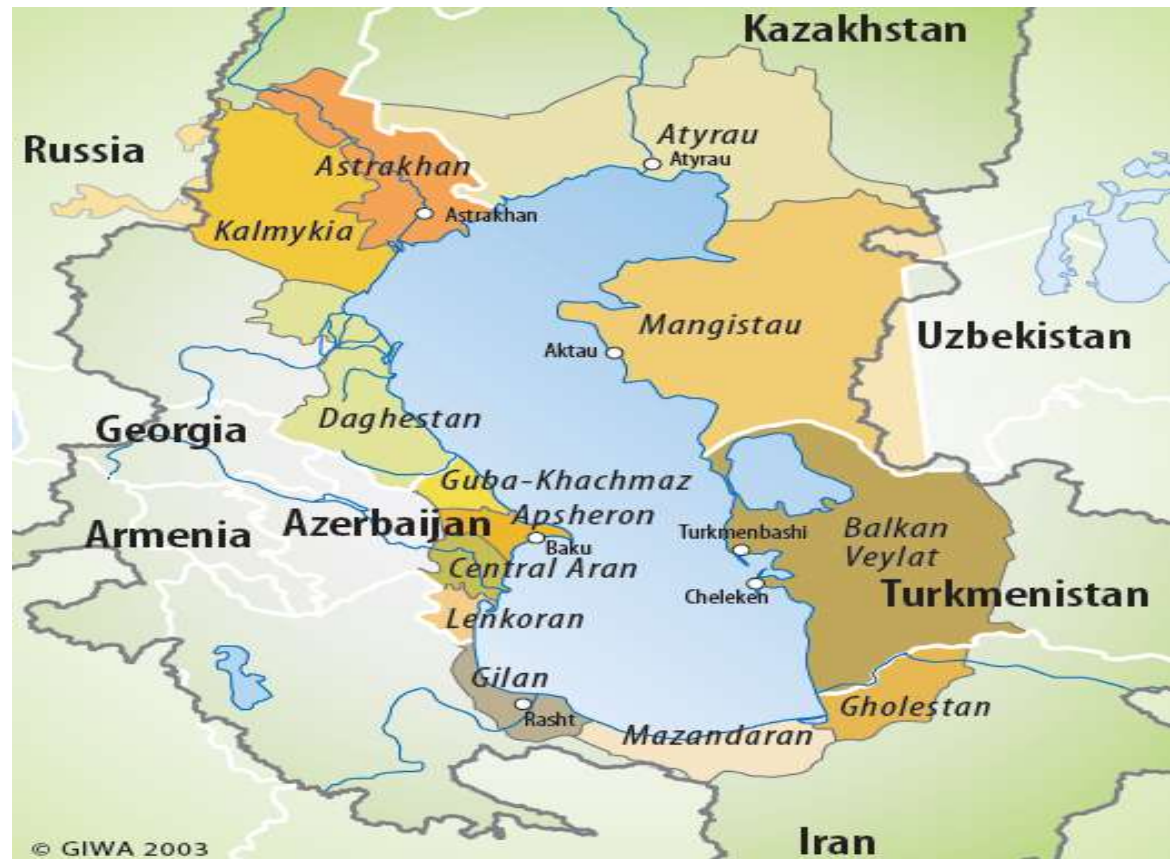 Kazakhstan
Russia
Atyrau
Atyrau
Astrakhan
Astrakhan
Kalmykia
Mangistau
Aktau
Uzbekistan
Daghestan
Georgia
Guba-Khachmaz
Azerbaijan
Apsheron
Armenia
Baku
Turkmenbashi
Balkan
Veylat
Central Aran
Cheleken
Turkmenistan
Lenkoran
Gilan
Rasht
Gholestan
Mazandaran
Iran
© GIWA 2003